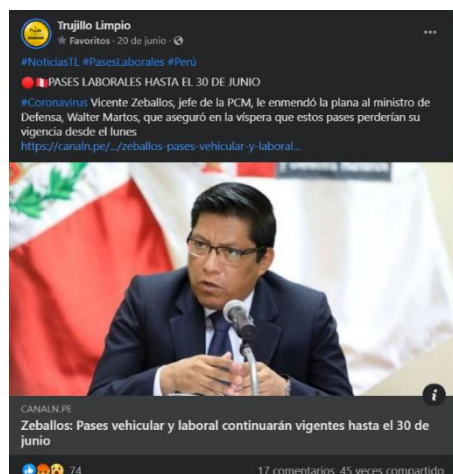 Trujillo Limpio
Favoritos · 20 de junio ·
#NoticiasTL #PasesLaborales #Perú
PASES LABORALES HASTA EL 30 DE JUNIO
#Coronavirus Vicente Zeballos, jefe de la PCM, le enmendó la plana al ministro de
Defensa, Walter Martos, que aseguró en la víspera que estos pases perderían su
vigencia desde el lunes
https://canaln.pe/.../zeballos-pases-vehicular-y-laboral...
CANALN.PE
Zeballos: Pases vehicular y laboral continuarán vigentes hasta el 30 de
junio
74
17 comentarios 45 veces compartido